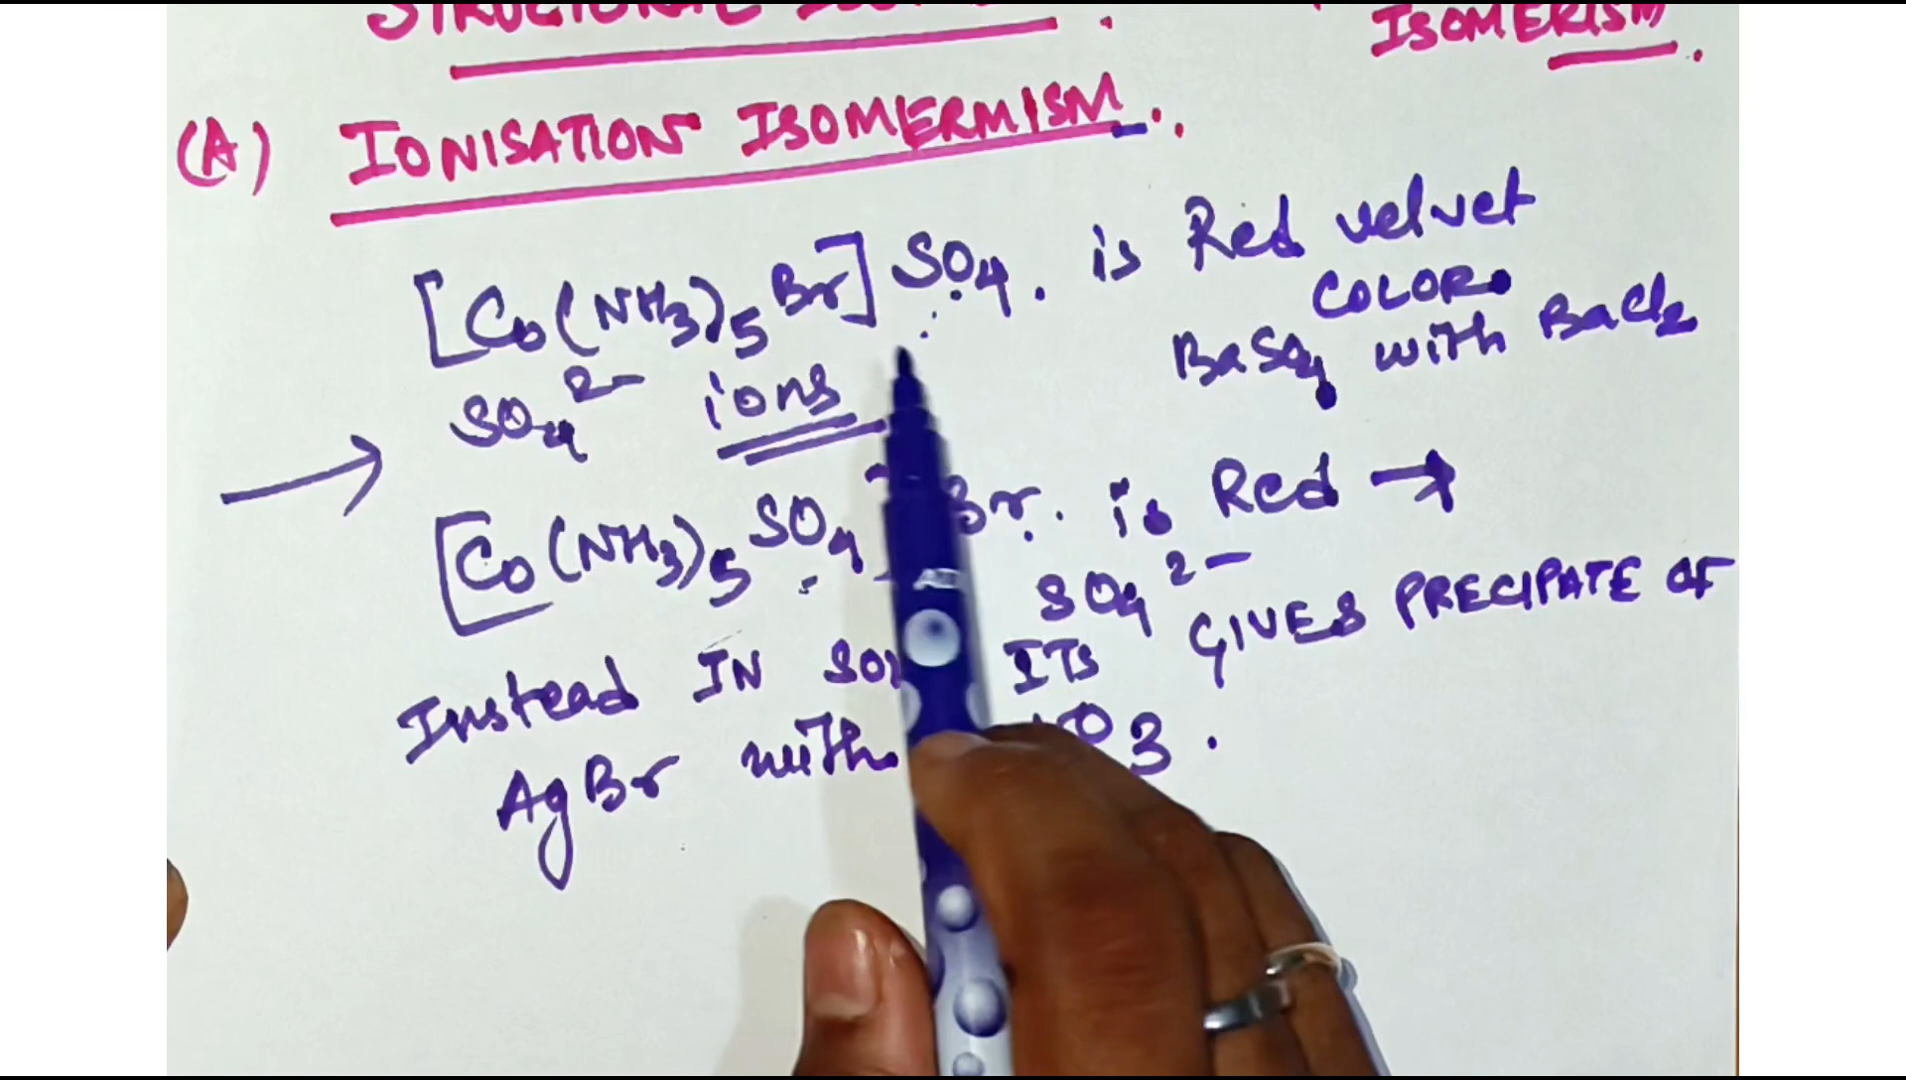 STRUCTURAL
ISOMERISM.
(A) IONISATION ISOMERMISM.
[Co(NH3)5Br]SO4. is Red velvet
COLOR.
SO4 2- ions BaSO4 with BaCl2
→ [Co(NH3)5SO4]Br. is Red →
SO4 2-
Instead IN ITS GIVES PRECIPATE OF
AgBr with